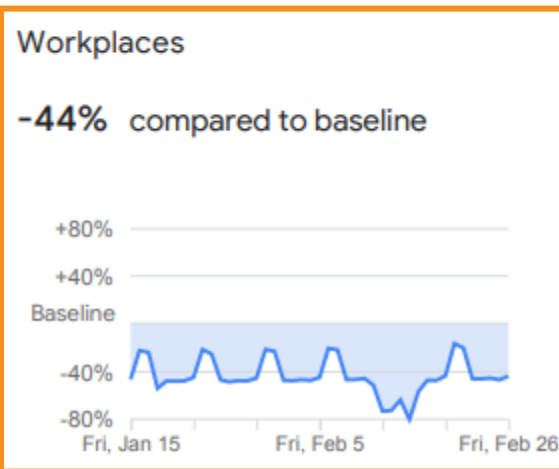 Workplaces
-44% compared to baseline
+80%
+40%
Baseline
-40%
-80%
Fri, Jan 15 Fri, Feb 5 Fri, Feb 26